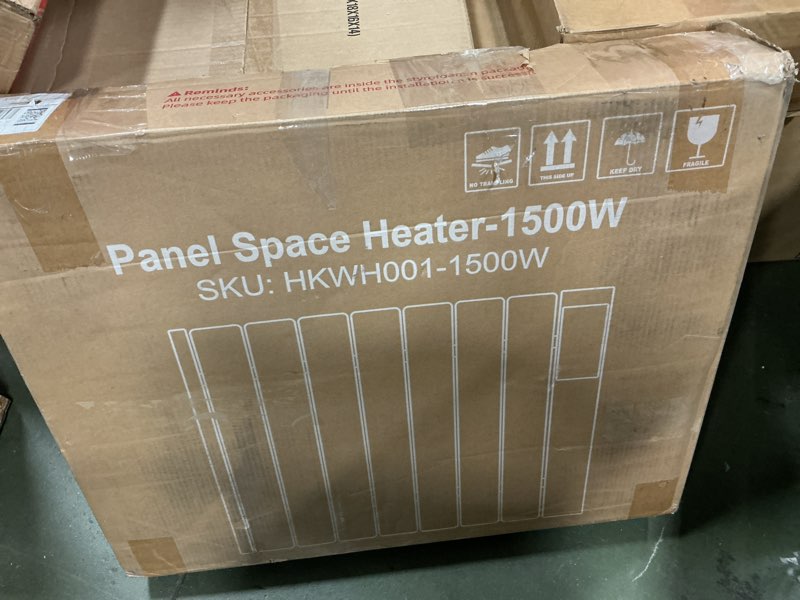 X18X16X14)
▲ Reminds:
All necessary accessories are inside the styrofoam package
Please keep the packaging until the installation is successful
NO TRAMPLING
THIS SIDE UP
KEEP DRY
FRAGILE
Panel Space Heater-1500W
SKU: HKWH001-1500W